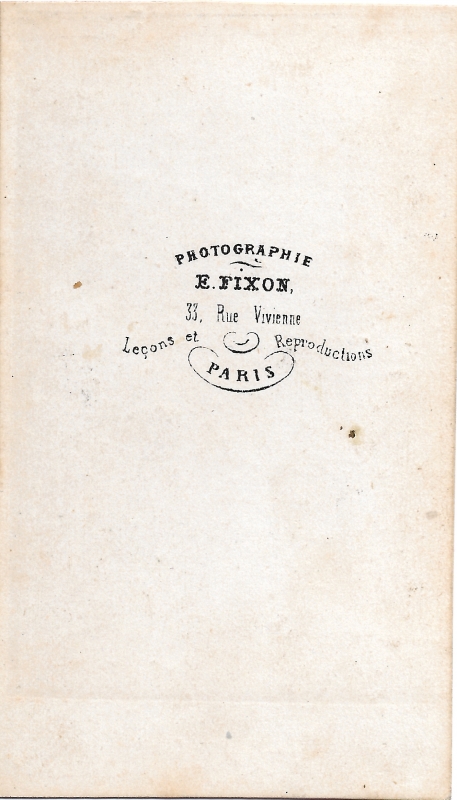 PHOTOGRAPHIE
E. FIXON,
33, Rue Vivienne
Leçons et Reproductions
PARIS